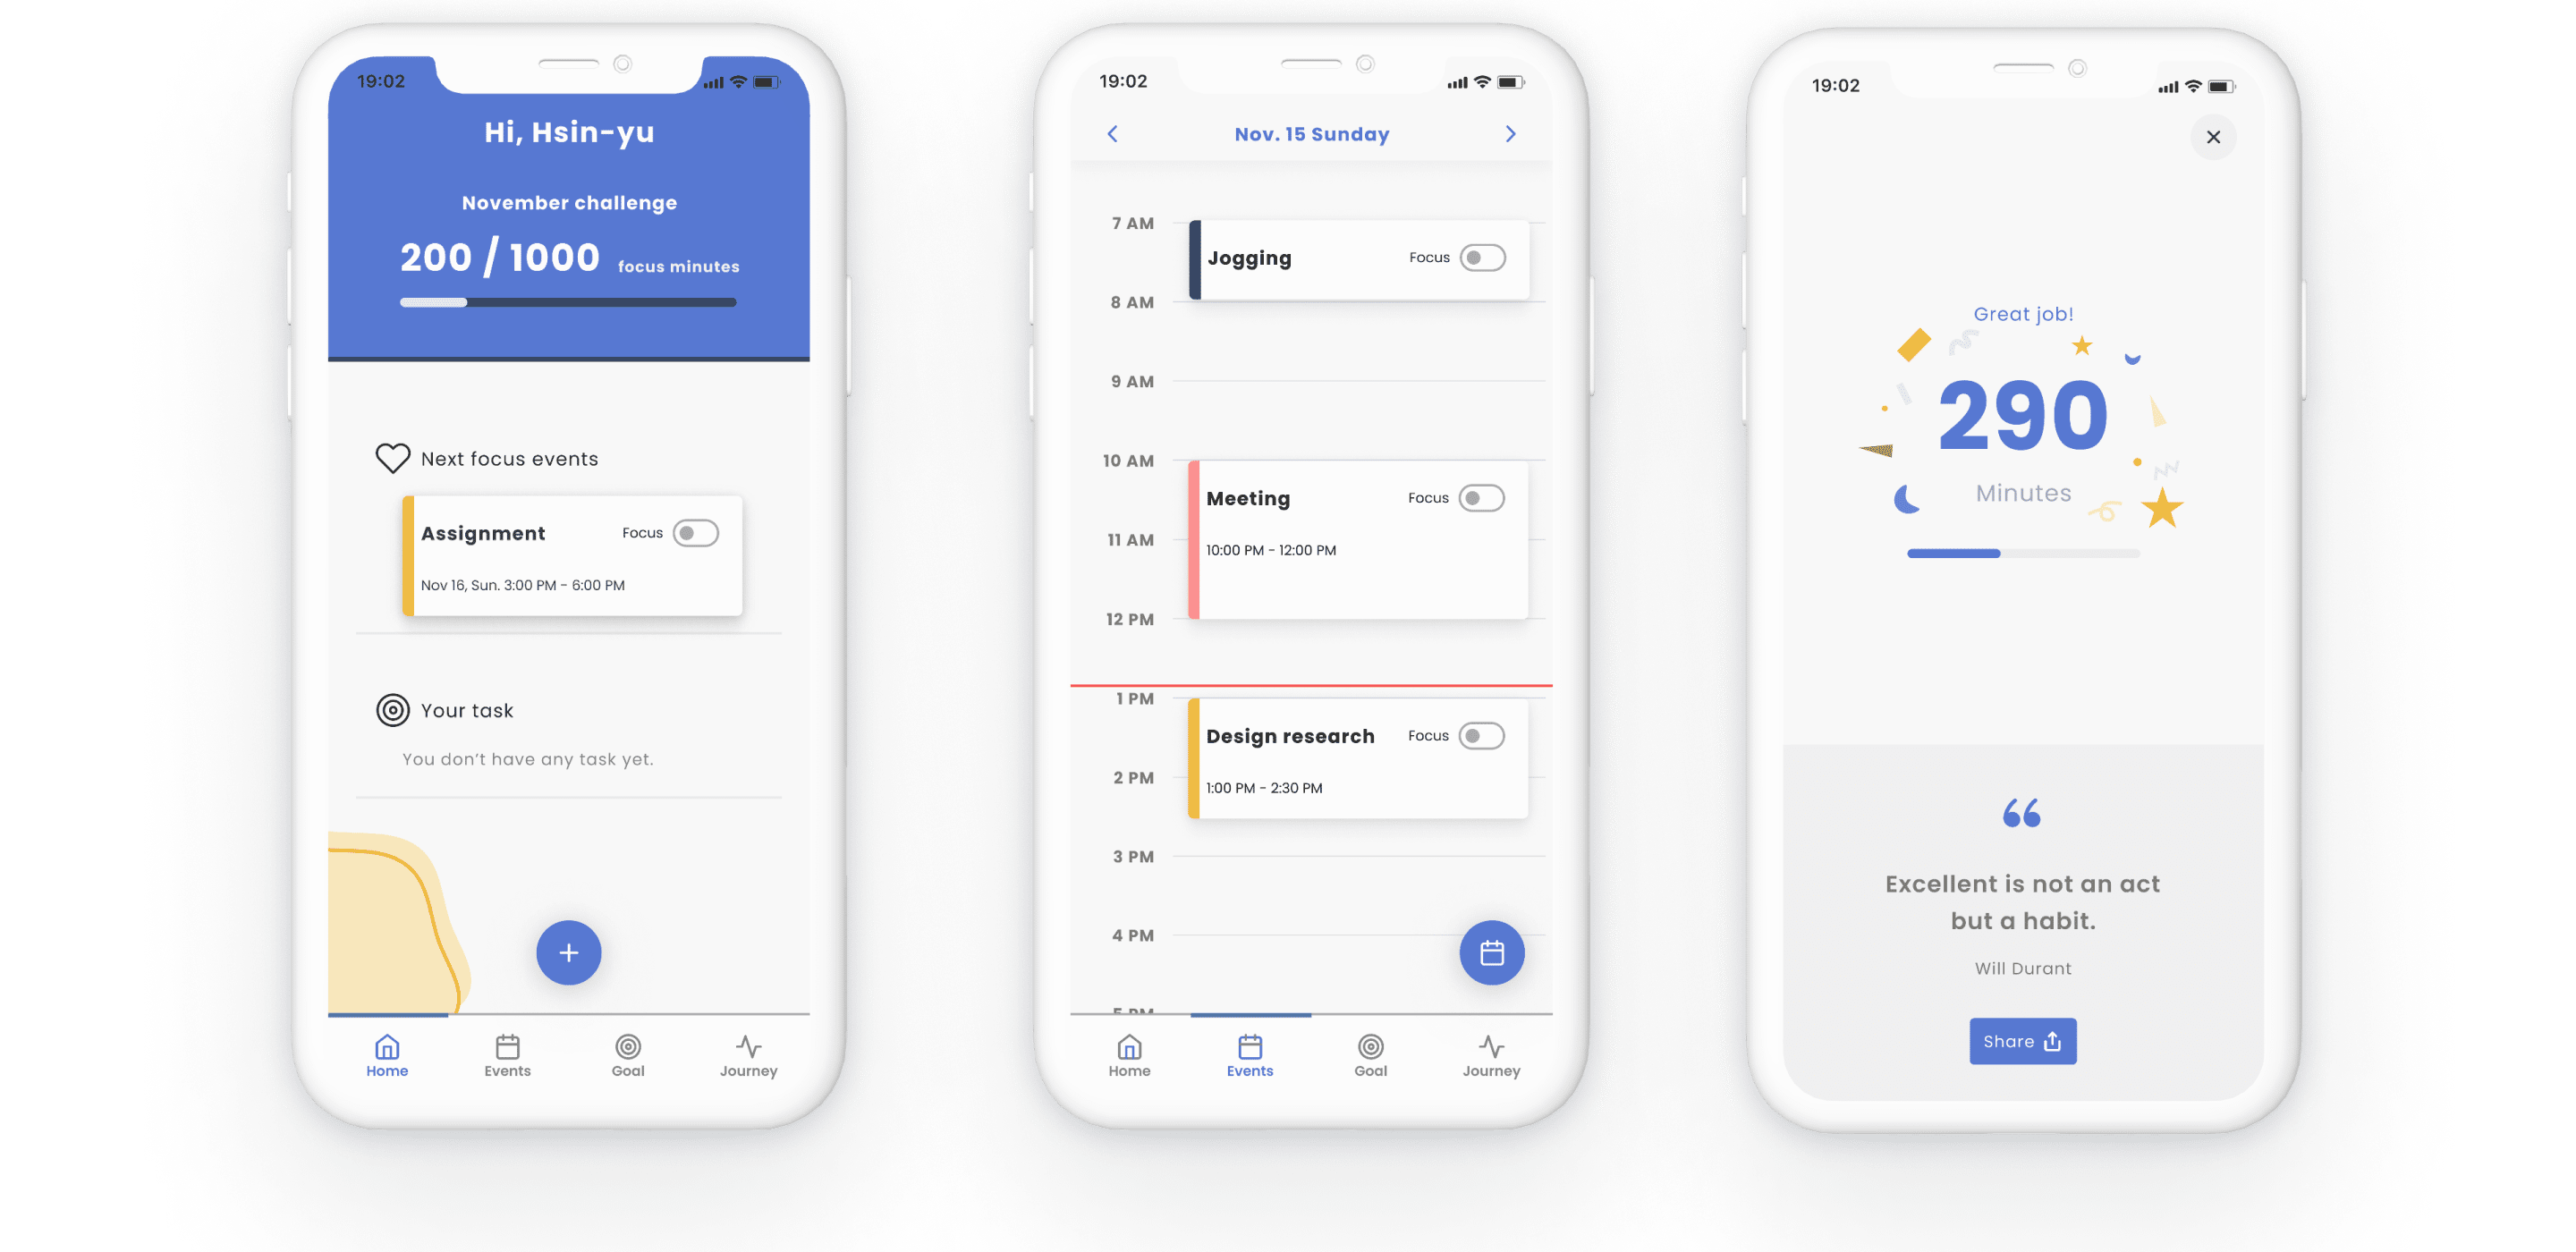 19:02
Hi, Hsin-yu
November challenge
200 / 1000 focus minutes
Next focus events
Assignment Focus
Nov 16, Sun. 3:00 PM - 6:00 PM
Your task
You don't have any task yet.
Home Events Goal Journey
19:02
Nov. 15 Sunday
7 AM
Jogging Focus
8 AM
9 AM
10 AM
Meeting Focus
11 AM
10:00 PM - 12:00 PM
12 PM
1 PM
Design research Focus
2 PM
1:00 PM - 2:30 PM
3 PM
4 PM
5 PM
Home Events Goal Journey
19:02
Great job!
290
Minutes
“
Excellent is not an act
but a habit.
Will Durant
Share